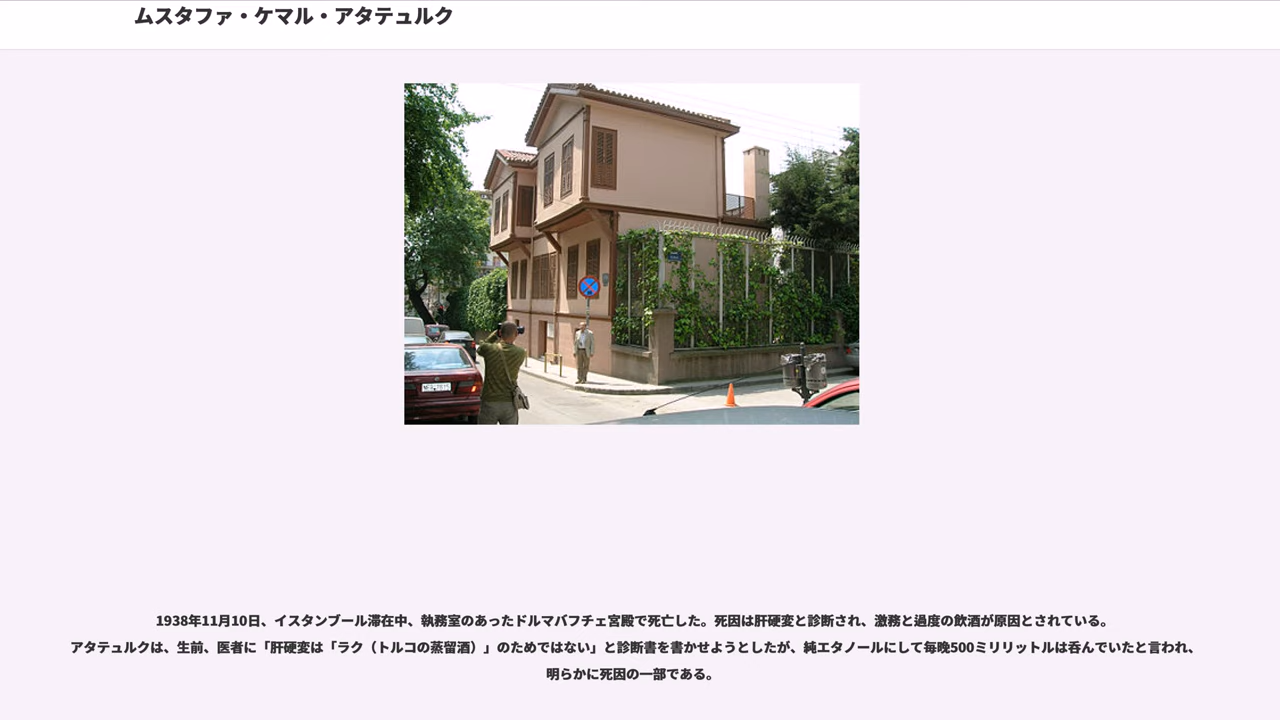 ムスタファ・ケマル・アタテュルク
1938年11月10日、イスタンブール滞在中、執務室のあったドルマバフチェ宮殿で死亡した。死因は肝硬変と診断され、激務と過度の飲酒が原因とされている。
アタテュルクは、生前、医者に「肝硬変は「ラク（トルコの蒸留酒）」のためではない」と診断書を書かせようとしたが、純エタノールにして毎晩500ミリリットルは呑んでいたと言われ、
明らかに死因の一部である。